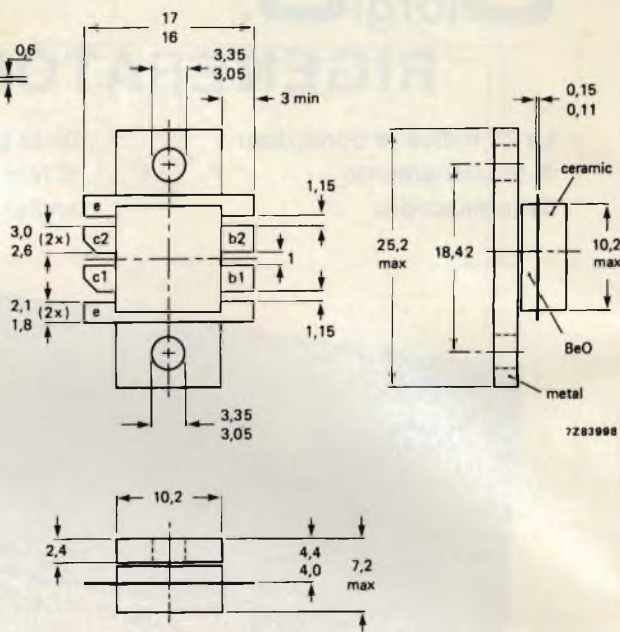 17
16
0,6
3,35
3,05
3 min
0,15
0,11
ceramic
e
1,15
3,0 (2x)
2,6
c2
b2
1
c1
b1
25,2
max
18,42
10,2
max
2,1 (2x)
1,8
e
1,15
BeO
metal
3,35
3,05
7Z83998
10,2
2,4
4,4
4,0
7,2
max